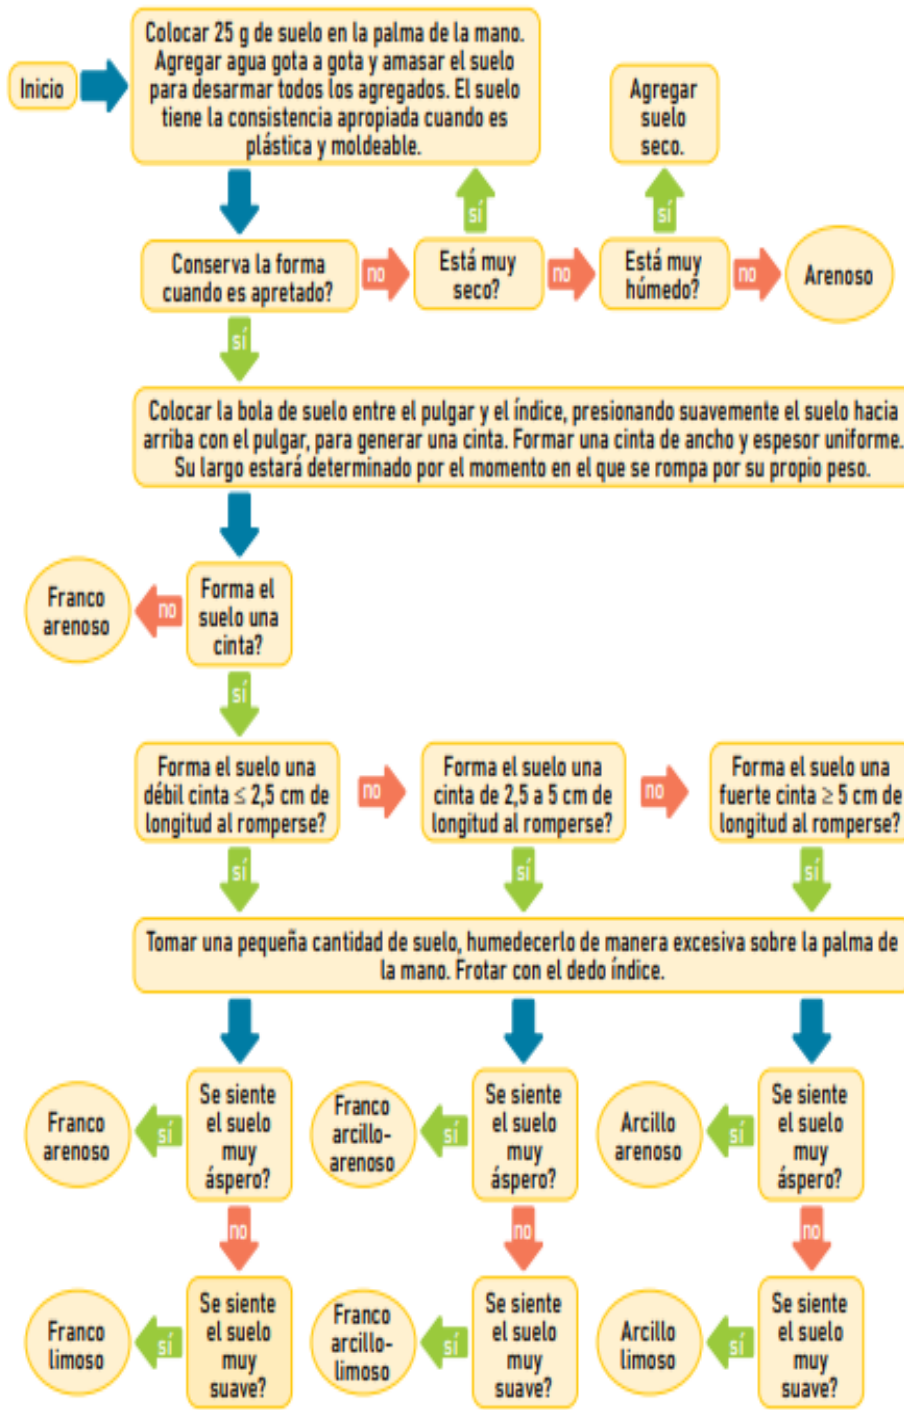 Inicio
Colocar 25 g de suelo en la palma de la mano.
Agregar agua gota a gota y amasar el suelo
para desarmar todos los agregados. El suelo
tiene la consistencia apropiada cuando es
plástica y moldeable.
Agregar
suelo
seco.
sí
sí
Conserva la forma
cuando es apretado?
no
Está muy
seco?
no
Está muy
húmedo?
no
Arenoso
sí
Colocar la bola de suelo entre el pulgar y el índice, presionando suavemente el suelo hacia
arriba con el pulgar, para generar una cinta. Formar una cinta de ancho y espesor uniforme.
Su largo estará determinado por el momento en el que se rompa por su propio peso.
Franco
arenoso
no
Forma el
suelo una
cinta?
sí
Forma el suelo una
débil cinta ≤ 2,5 cm de
longitud al romperse?
no
Forma el suelo una
cinta de 2,5 a 5 cm de
longitud al romperse?
no
Forma el suelo una
fuerte cinta ≥ 5 cm de
longitud al romperse?
sí
sí
sí
Tomar una pequeña cantidad de suelo, humedecerlo de manera excesiva sobre la palma de
la mano. Frotar con el dedo índice.
Franco
arenoso
sí
Se siente
el suelo
muy
áspero?
Franco
arcillo-
arenoso
sí
Se siente
el suelo
muy
áspero?
Arcillo
arenoso
sí
Se siente
el suelo
muy
áspero?
no
no
no
Franco
limoso
sí
Se siente
el suelo
muy
suave?
Franco
arcillo-
limoso
sí
Se siente
el suelo
muy
suave?
Arcillo
limoso
sí
Se siente
el suelo
muy
suave?